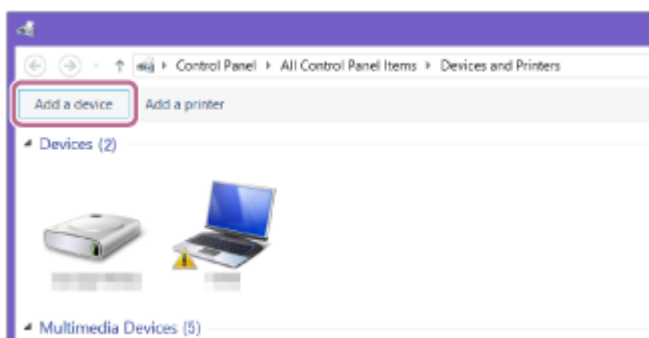 Control Panel All Control Panel Items Devices and Printers
Add a device Add a printer
Devices (2)
Multimedia Devices (5)